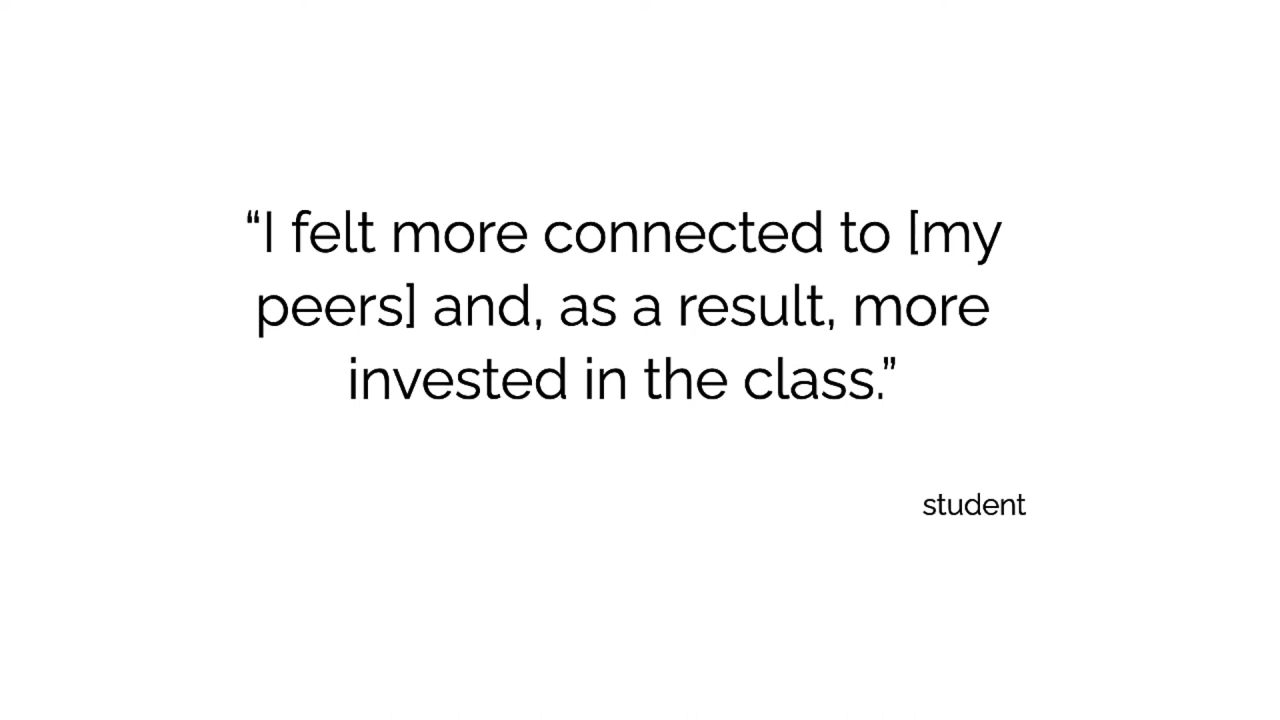 “I felt more connected to [my
peers] and, as a result, more
invested in the class.”
student